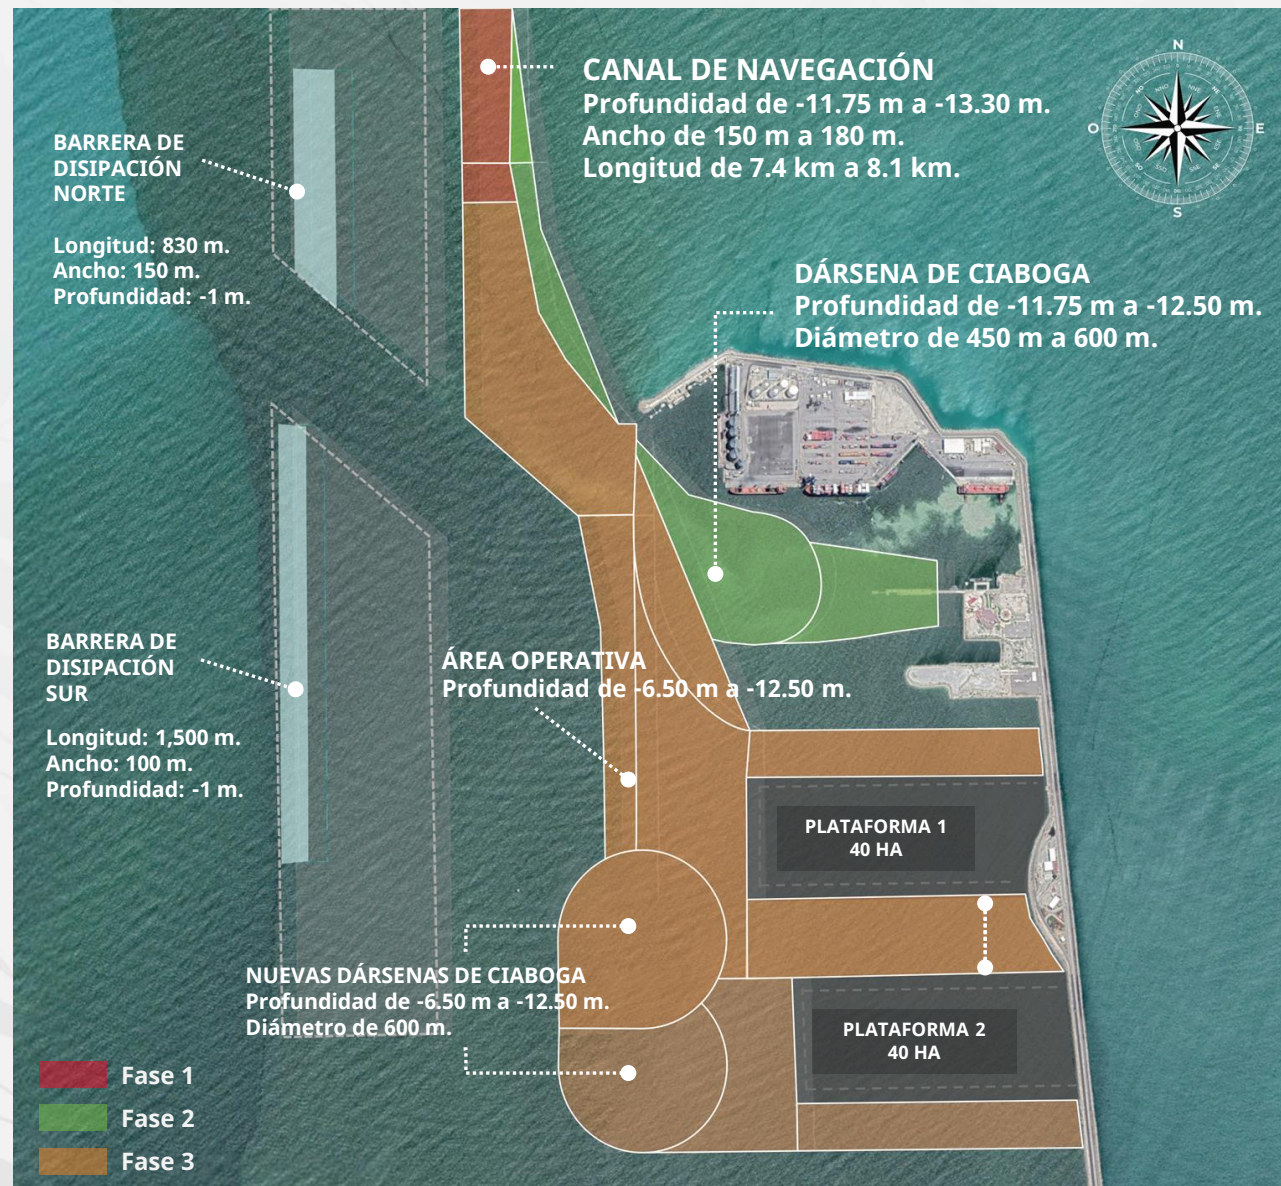 CANAL DE NAVEGACIÓN
Profundidad de -11.75 m a -13.30 m.
Ancho de 150 m a 180 m.
Longitud de 7.4 km a 8.1 km.
N
E
S
O
BARRERA DE
DISIPACIÓN
NORTE
Longitud: 830 m.
Ancho: 150 m.
Profundidad: -1 m.
DÁRSENA DE CIABOGA
Profundidad de -11.75 m a -12.50 m.
Diámetro de 450 m a 600 m.
BARRERA DE
DISIPACIÓN
SUR
Longitud: 1,500 m.
Ancho: 100 m.
Profundidad: -1 m.
ÁREA OPERATIVA
Profundidad de -6.50 m a -12.50 m.
PLATAFORMA 1
40 HA
NUEVAS DÁRSENAS DE CIABOGA
Profundidad de -6.50 m a -12.50 m.
Diámetro de 600 m.
PLATAFORMA 2
40 HA
Fase 1
Fase 2
Fase 3